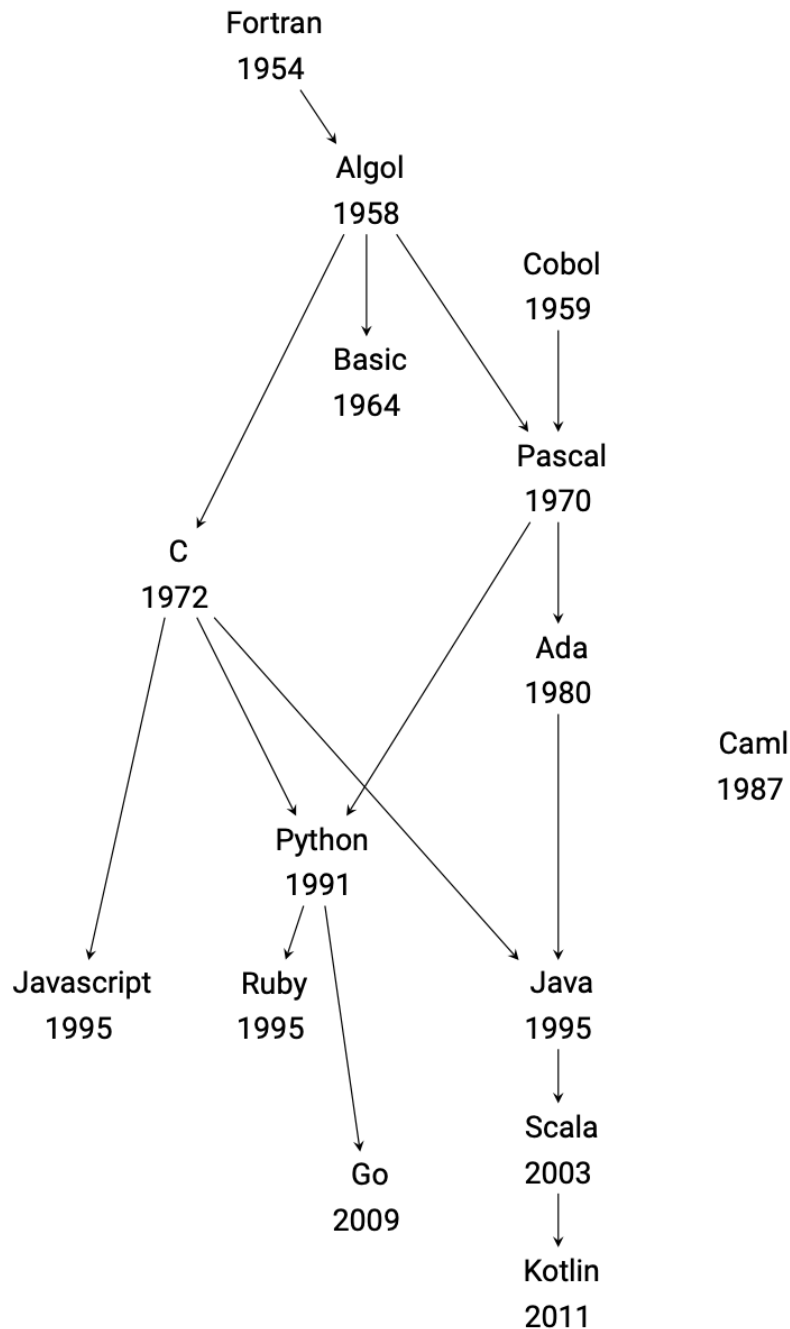 Fortran
1954
Algol
1958
Cobol
1959
Basic
1964
Pascal
1970
C
1972
Ada
1980
Caml
1987
Python
1991
Javascript
1995
Ruby
1995
Java
1995
Scala
2003
Go
2009
Kotlin
2011